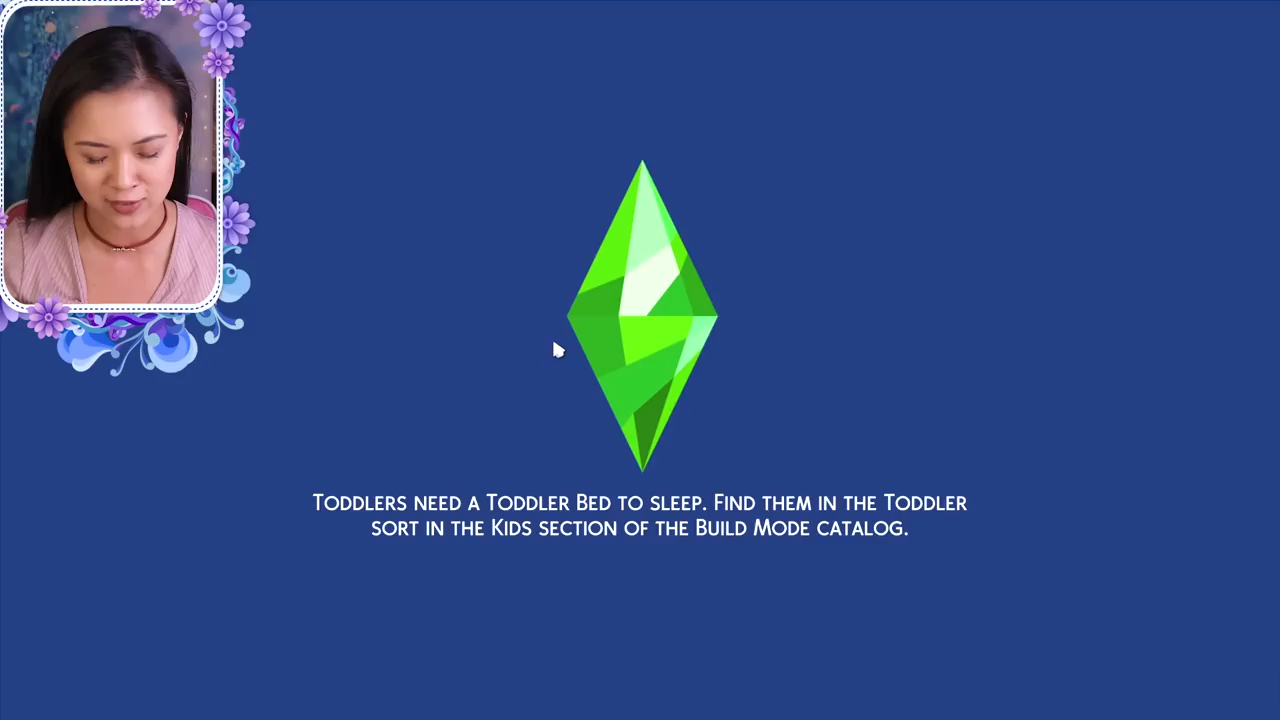 Toddlers need a Toddler Bed to sleep. Find them in the Toddler
sort in the Kids section of the Build Mode catalog.